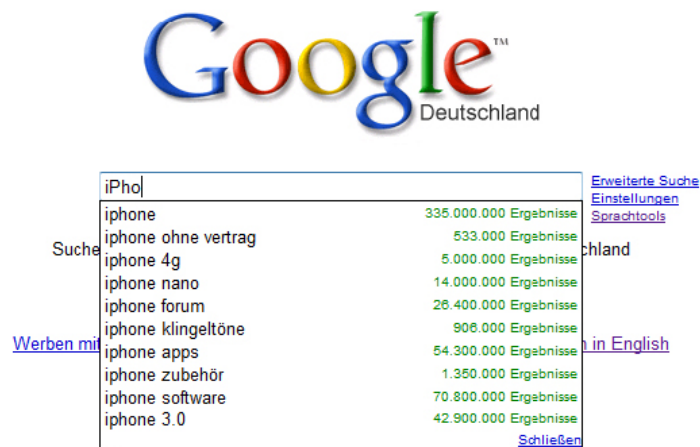 Google™
Deutschland
iPho
Erweiterte Suche
Einstellungen
Sprachtools
iphone 335.000.000 Ergebnisse
iphone ohne vertrag 533.000 Ergebnisse
Suche chland
iphone 4g 5.000.000 Ergebnisse
iphone nano 14.000.000 Ergebnisse
iphone forum 26.400.000 Ergebnisse
iphone klingeltöne 906.000 Ergebnisse
Werben mit n in English
iphone apps 54.300.000 Ergebnisse
iphone zubehör 1.350.000 Ergebnisse
iphone software 70.800.000 Ergebnisse
iphone 3.0 42.900.000 Ergebnisse
Schließen